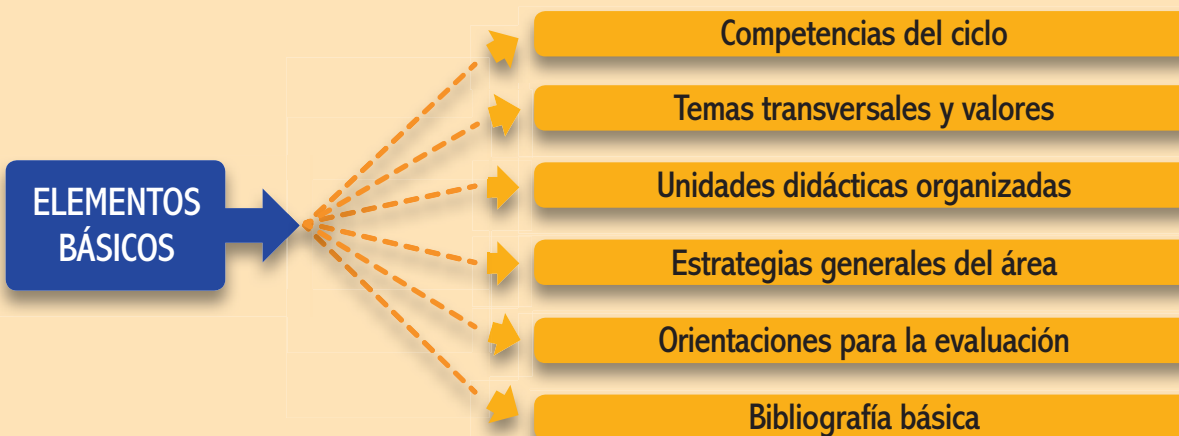 ELEMENTOS
BÁSICOS
Competencias del ciclo
Temas transversales y valores
Unidades didácticas organizadas
Estrategias generales del área
Orientaciones para la evaluación
Bibliografía básica